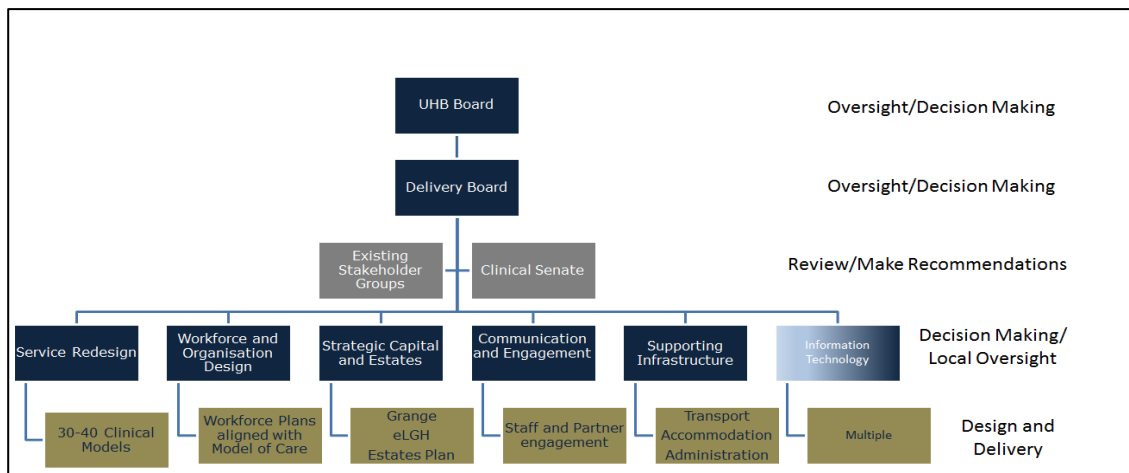 UHB Board
Oversight/Decision Making
Delivery Board
Oversight/Decision Making
Existing
Stakeholder
Groups
Clinical Senate
Review/Make Recommendations
Service Redesign
Workforce and
Organisation
Design
Strategic Capital
and Estates
Communication
and Engagement
Supporting
Infrastructure
Information
Technology
Decision Making/
Local Oversight
30-40 Clinical
Models
Workforce Plans
aligned with
Model of Care
Grange
eLGH
Estates Plan
Staff and Partner
engagement
Transport
Accommodation
Administration
Multiple
Design and
Delivery